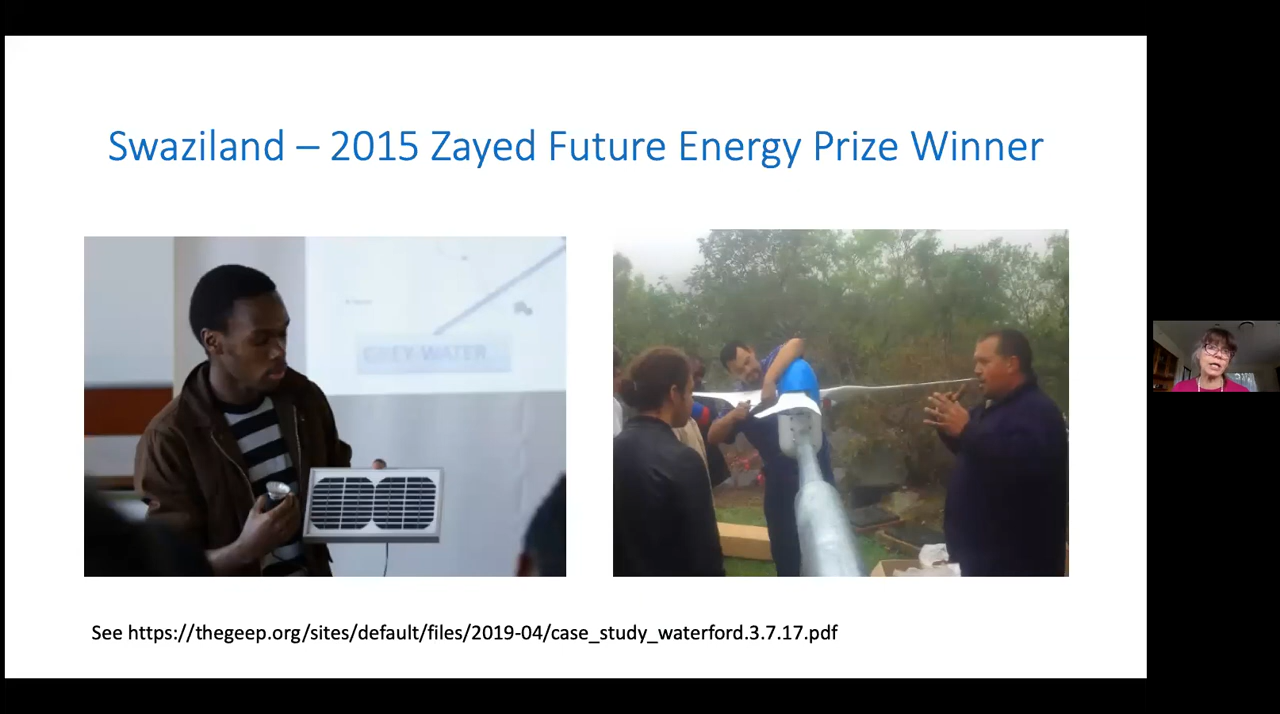 Swaziland – 2015 Zayed Future Energy Prize Winner
GREY WATER
See https://thegeep.org/sites/default/files/2019-04/case_study_waterford.3.7.17.pdf